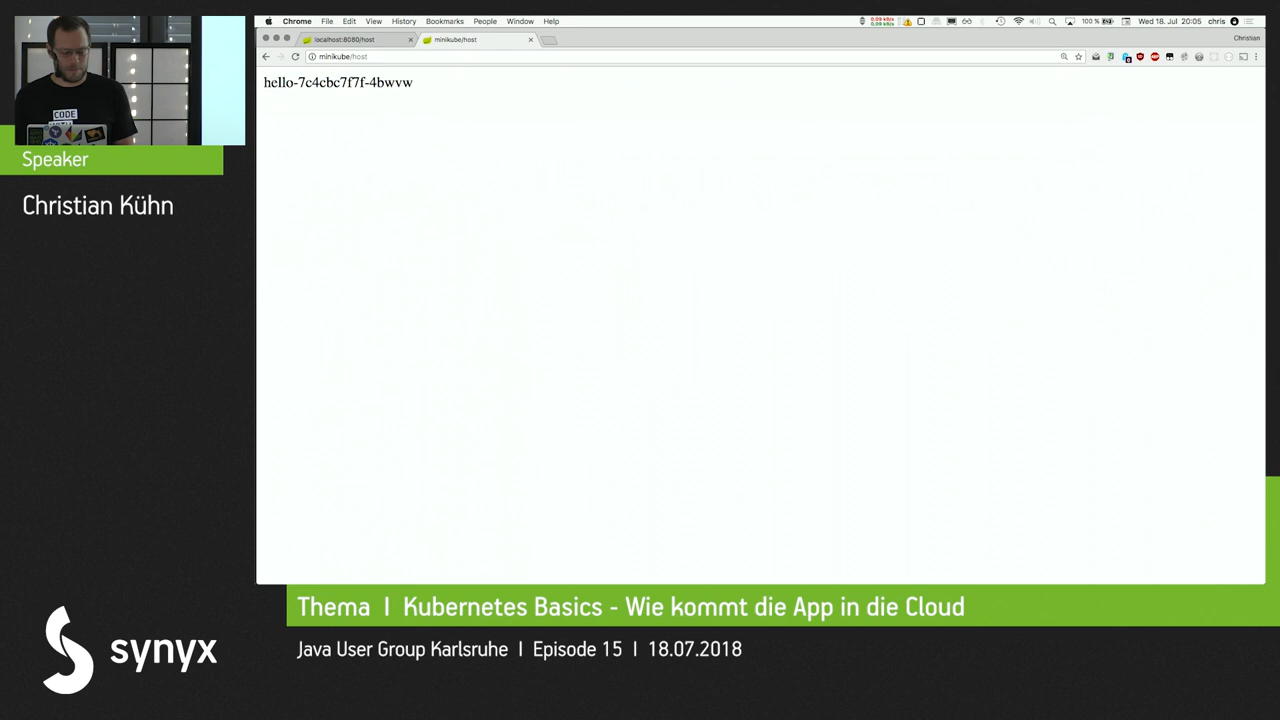 Chrome File Edit View History Bookmarks People Window Help
100 % Wed 18. Jul 20:05 chris
localhost:8080/host
minikube/host
Christian
minikube/host
hello-7c4cbc7f7f-4bwvw
CODE
Speaker
Christian Kühn
Thema I Kubernetes Basics - Wie kommt die App in die Cloud
Java User Group Karlsruhe I Episode 15 I 18.07.2018
synyx